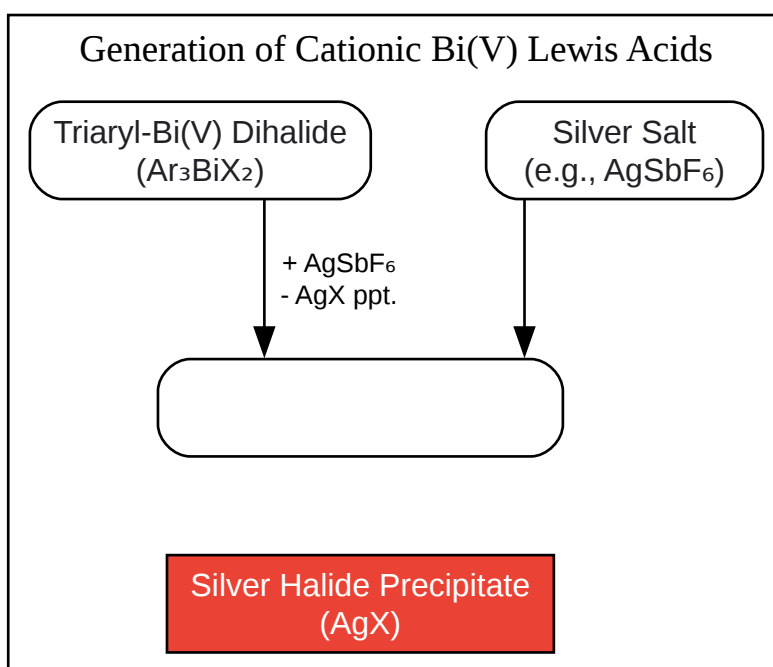 Generation of Cationic Bi(V) Lewis Acids
Triaryl-Bi(V) Dihalide
(Ar₃BiX₂)
Silver Salt
(e.g., AgSbF₆)
+ AgSbF₆
- AgX ppt.
Silver Halide Precipitate
(AgX)